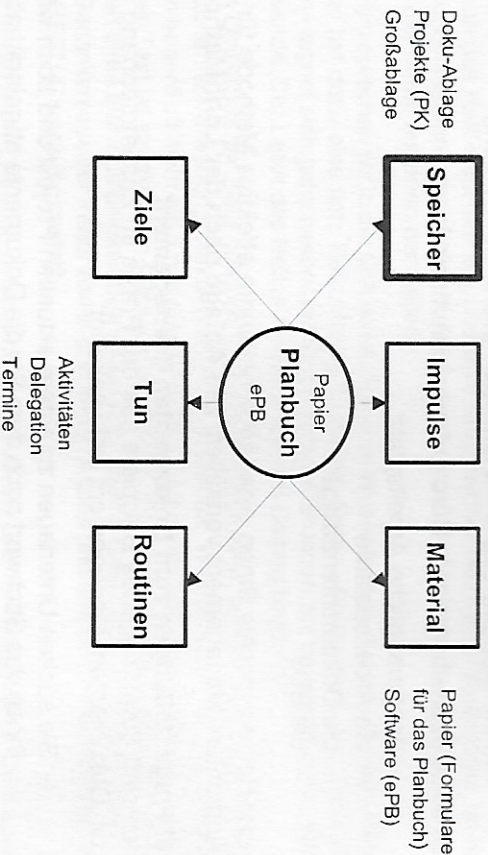 Doku-Ablage
Projekte (PK)
Großablage
Speicher
Impulse
Material
Papier (Formulare
für das Planbuch)
Software (ePB)
Papier
Planbuch
ePB
Ziele
Tun
Routinen
Aktivitäten
Delegation
Termine